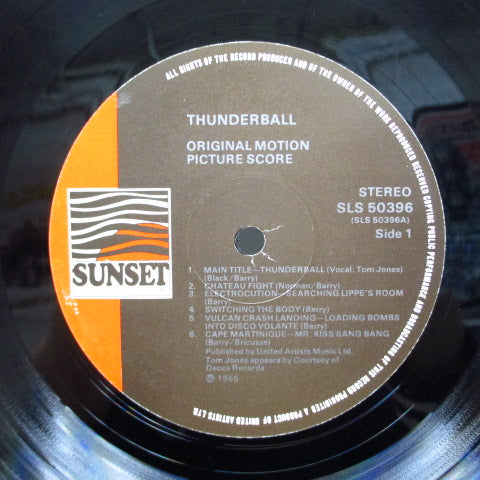 ALL RIGHTS OF THE RECORD PRODUCER AND OF THE OWNER OF THE WORK REPRODUCED RESERVED COPYING PUBLIC PERFORMANCE AND BROADCASTING OF THIS RECORD PROHIBITED A PRODUCT OF UNITED ARTISTS LTD
THUNDERBALL
ORIGINAL MOTION
PICTURE SCORE
STEREO
SLS 50396
(SLS 50396A)
Side 1
SUNSET
1. MAIN TITLE—THUNDERBALL (Vocal: Tom Jones)
(Black/Barry)
2. CHATEAU FIGHT (Norman/Barry)
3. ELECTROCUTION—SEARCHING LIPPE'S ROOM
(Barry)
4. SWITCHING THE BODY (Barry)
5. VULCAN CRASH LANDING—LOADING BOMBS
INTO DISCO VOLANTE (Barry)
6. CAPE MARTINIQUE—MR. KISS BANG BANG
(Barry/Bricusse)
Published by United Artists Music Ltd.
Tom Jones appears by Courtesy of
Decca Records
℗ 1965